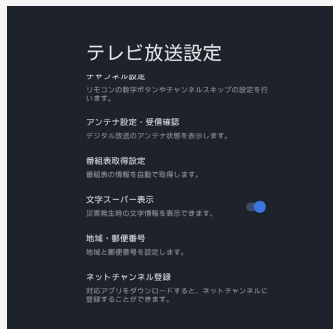 テレビ放送設定
チャンネル設定
リモコンの数字ボタンやチャンネルスキップの設定を行
います。
アンテナ設定・受信確認
デジタル放送のアンテナ状態を表示します。
番組表取得設定
番組表の情報を自動で取得します。
文字スーパー表示
災害発生時の文字情報を表示できます。
地域・郵便番号
地域と郵便番号を設定します。
ネットチャンネル登録
対応アプリをダウンロードすると、ネットチャンネルに
登録することができます。